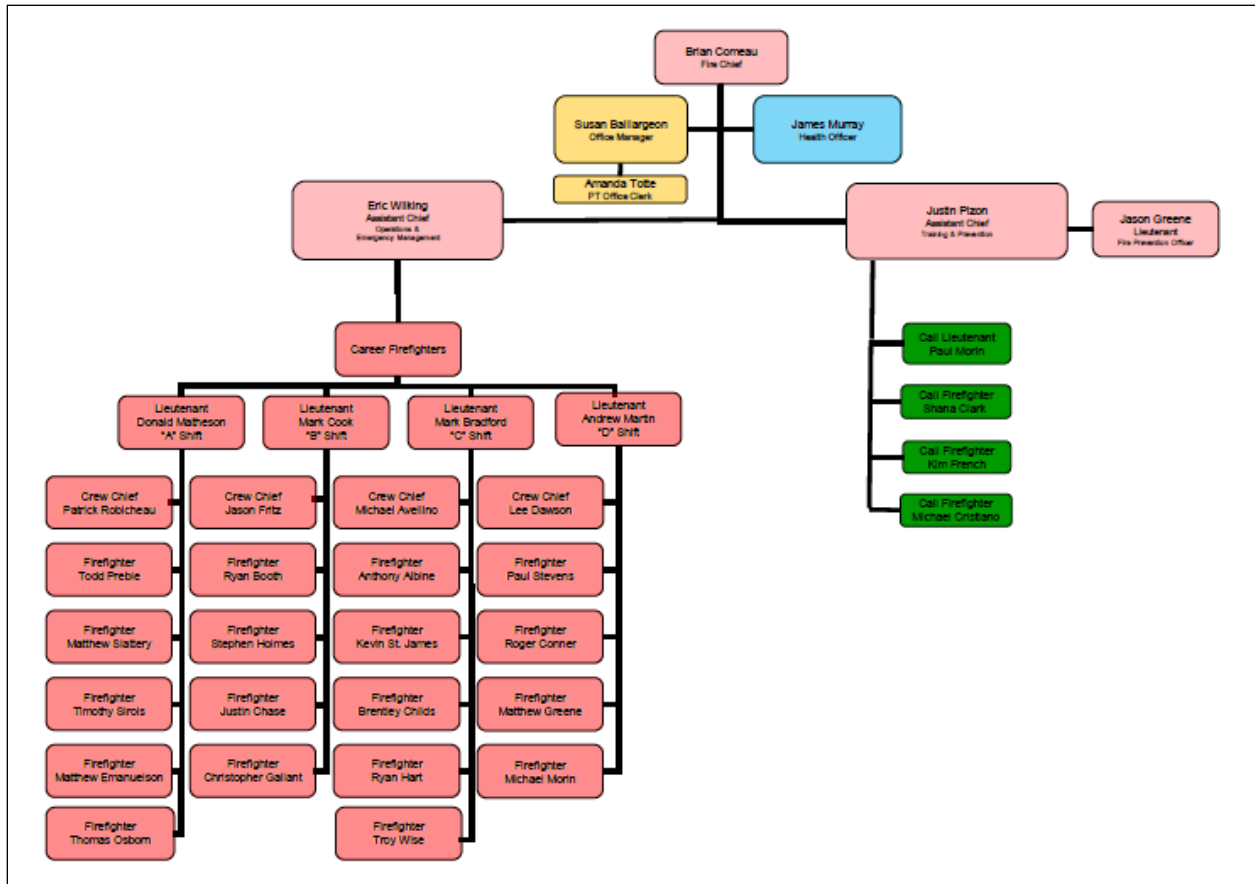 Brian Comeau
Fire Chief
Susan Baillargeon
Office Manager
James Murray
Health Officer
Amanda Totte
PT Office Clerk
Eric Wilking
Assistant Chief
Operations &
Emergency Management
Justin Pizon
Assistant Chief
Training & Prevention
Jason Greene
Lieutenant
Fire Prevention Officer
Career Firefighters
Call Lieutenant
Paul Morin
Call Firefighter
Shana Clark
Call Firefighter
Kim French
Call Firefighter
Michael Cristiano
Lieutenant
Donald Matheson
"A" Shift
Lieutenant
Mark Cook
"B" Shift
Lieutenant
Mark Bradford
"C" Shift
Lieutenant
Andrew Martin
"D" Shift
Crew Chief
Patrick Robicheau
Crew Chief
Jason Fritz
Crew Chief
Michael Avellino
Crew Chief
Lee Dawson
Firefighter
Todd Preble
Firefighter
Ryan Booth
Firefighter
Anthony Albine
Firefighter
Paul Stevens
Firefighter
Matthew Slattery
Firefighter
Stephen Holmes
Firefighter
Kevin St. James
Firefighter
Roger Conner
Firefighter
Timothy Sirois
Firefighter
Justin Chase
Firefighter
Brentley Childs
Firefighter
Matthew Greene
Firefighter
Matthew Emanuelson
Firefighter
Christopher Gallant
Firefighter
Ryan Hart
Firefighter
Michael Morin
Firefighter
Thomas Osborn
Firefighter
Troy Wise